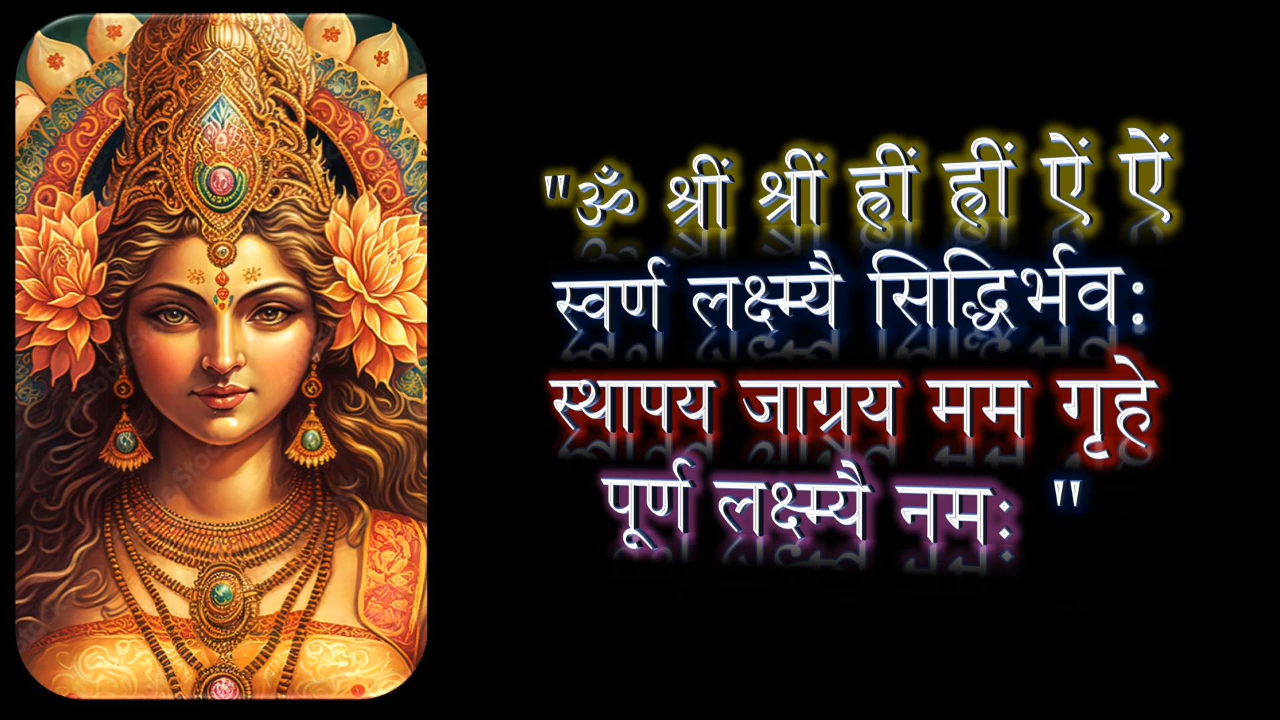 "ॐ श्रीं श्रीं ह्रीं ह्रीं ऐं ऐं
स्वर्ण लक्ष्म्यै सिद्धिर्भवः
स्थापय जाग्रय मम गृहे
पूर्ण लक्ष्म्यै नमः "